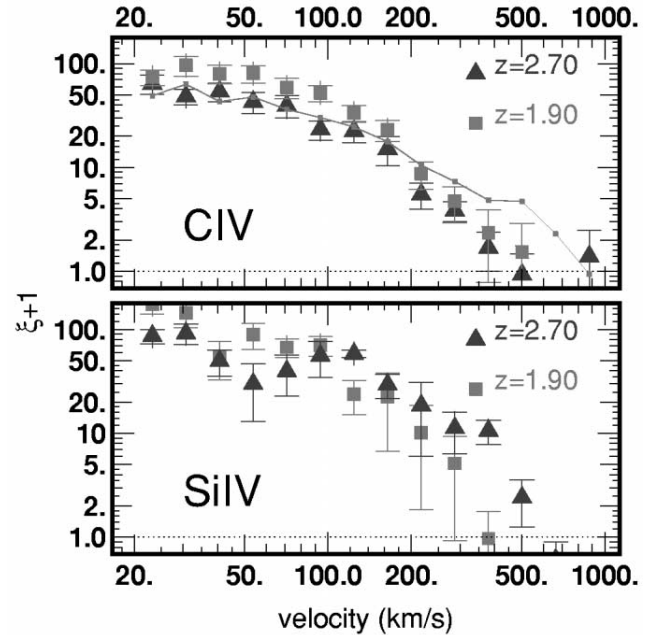 20. 50. 100.0 200. 500. 1000.
100.
50.
20.
10.
5.
2.
1.0
z=2.70
z=1.90
CIV
ξ+1
100.
50.
20.
10.
5.
2.
1.0
z=2.70
z=1.90
SiIV
20. 50. 100.0 200. 500. 1000.
velocity (km/s)